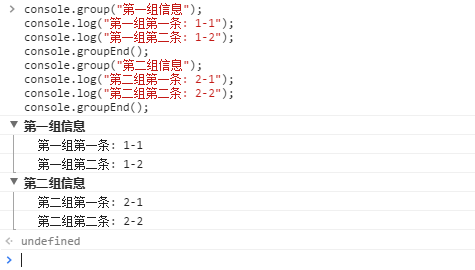 console.group("第一组信息");
console.log("第一组第一条: 1-1");
console.log("第一组第二条: 1-2");
console.groupEnd();
console.group("第二组信息");
console.log("第二组第一条: 2-1");
console.log("第二组第二条: 2-2");
console.groupEnd();
第一组信息
第一组第一条: 1-1
第一组第二条: 1-2
第二组信息
第二组第一条: 2-1
第二组第二条: 2-2
undefined